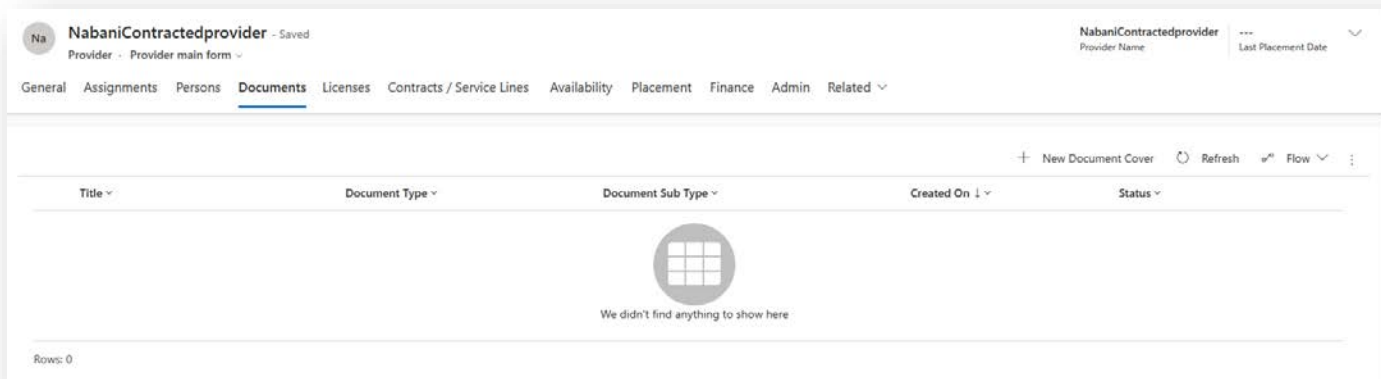 Na
NabaniContractedprovider - Saved
Provider · Provider main form
NabaniContractedprovider
Provider Name
---
Last Placement Date
General Assignments Persons Documents Licenses Contracts / Service Lines Availability Placement Finance Admin Related
New Document Cover Refresh Flow
Title Document Type Document Sub Type Created On ↓ Status
We didn't find anything to show here
Rows: 0